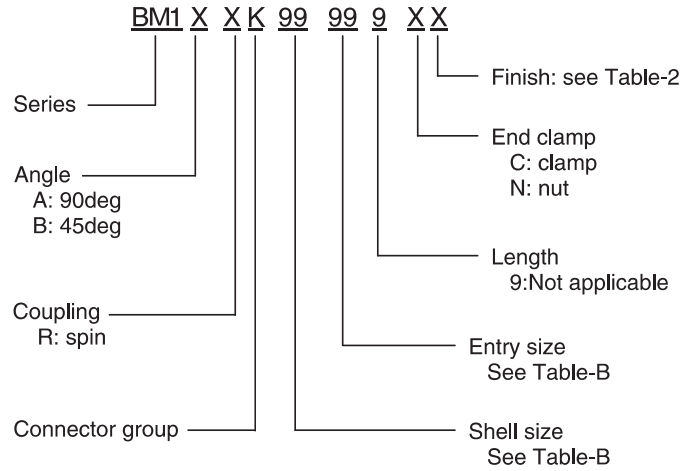 BM1 X X K 99 99 9 X X
Finish: see Table-2
Series
End clamp
C: clamp
N: nut
Angle
A: 90deg
B: 45deg
Length
9:Not applicable
Coupling
R: spin
Entry size
See Table-B
Connector group
Shell size
See Table-B